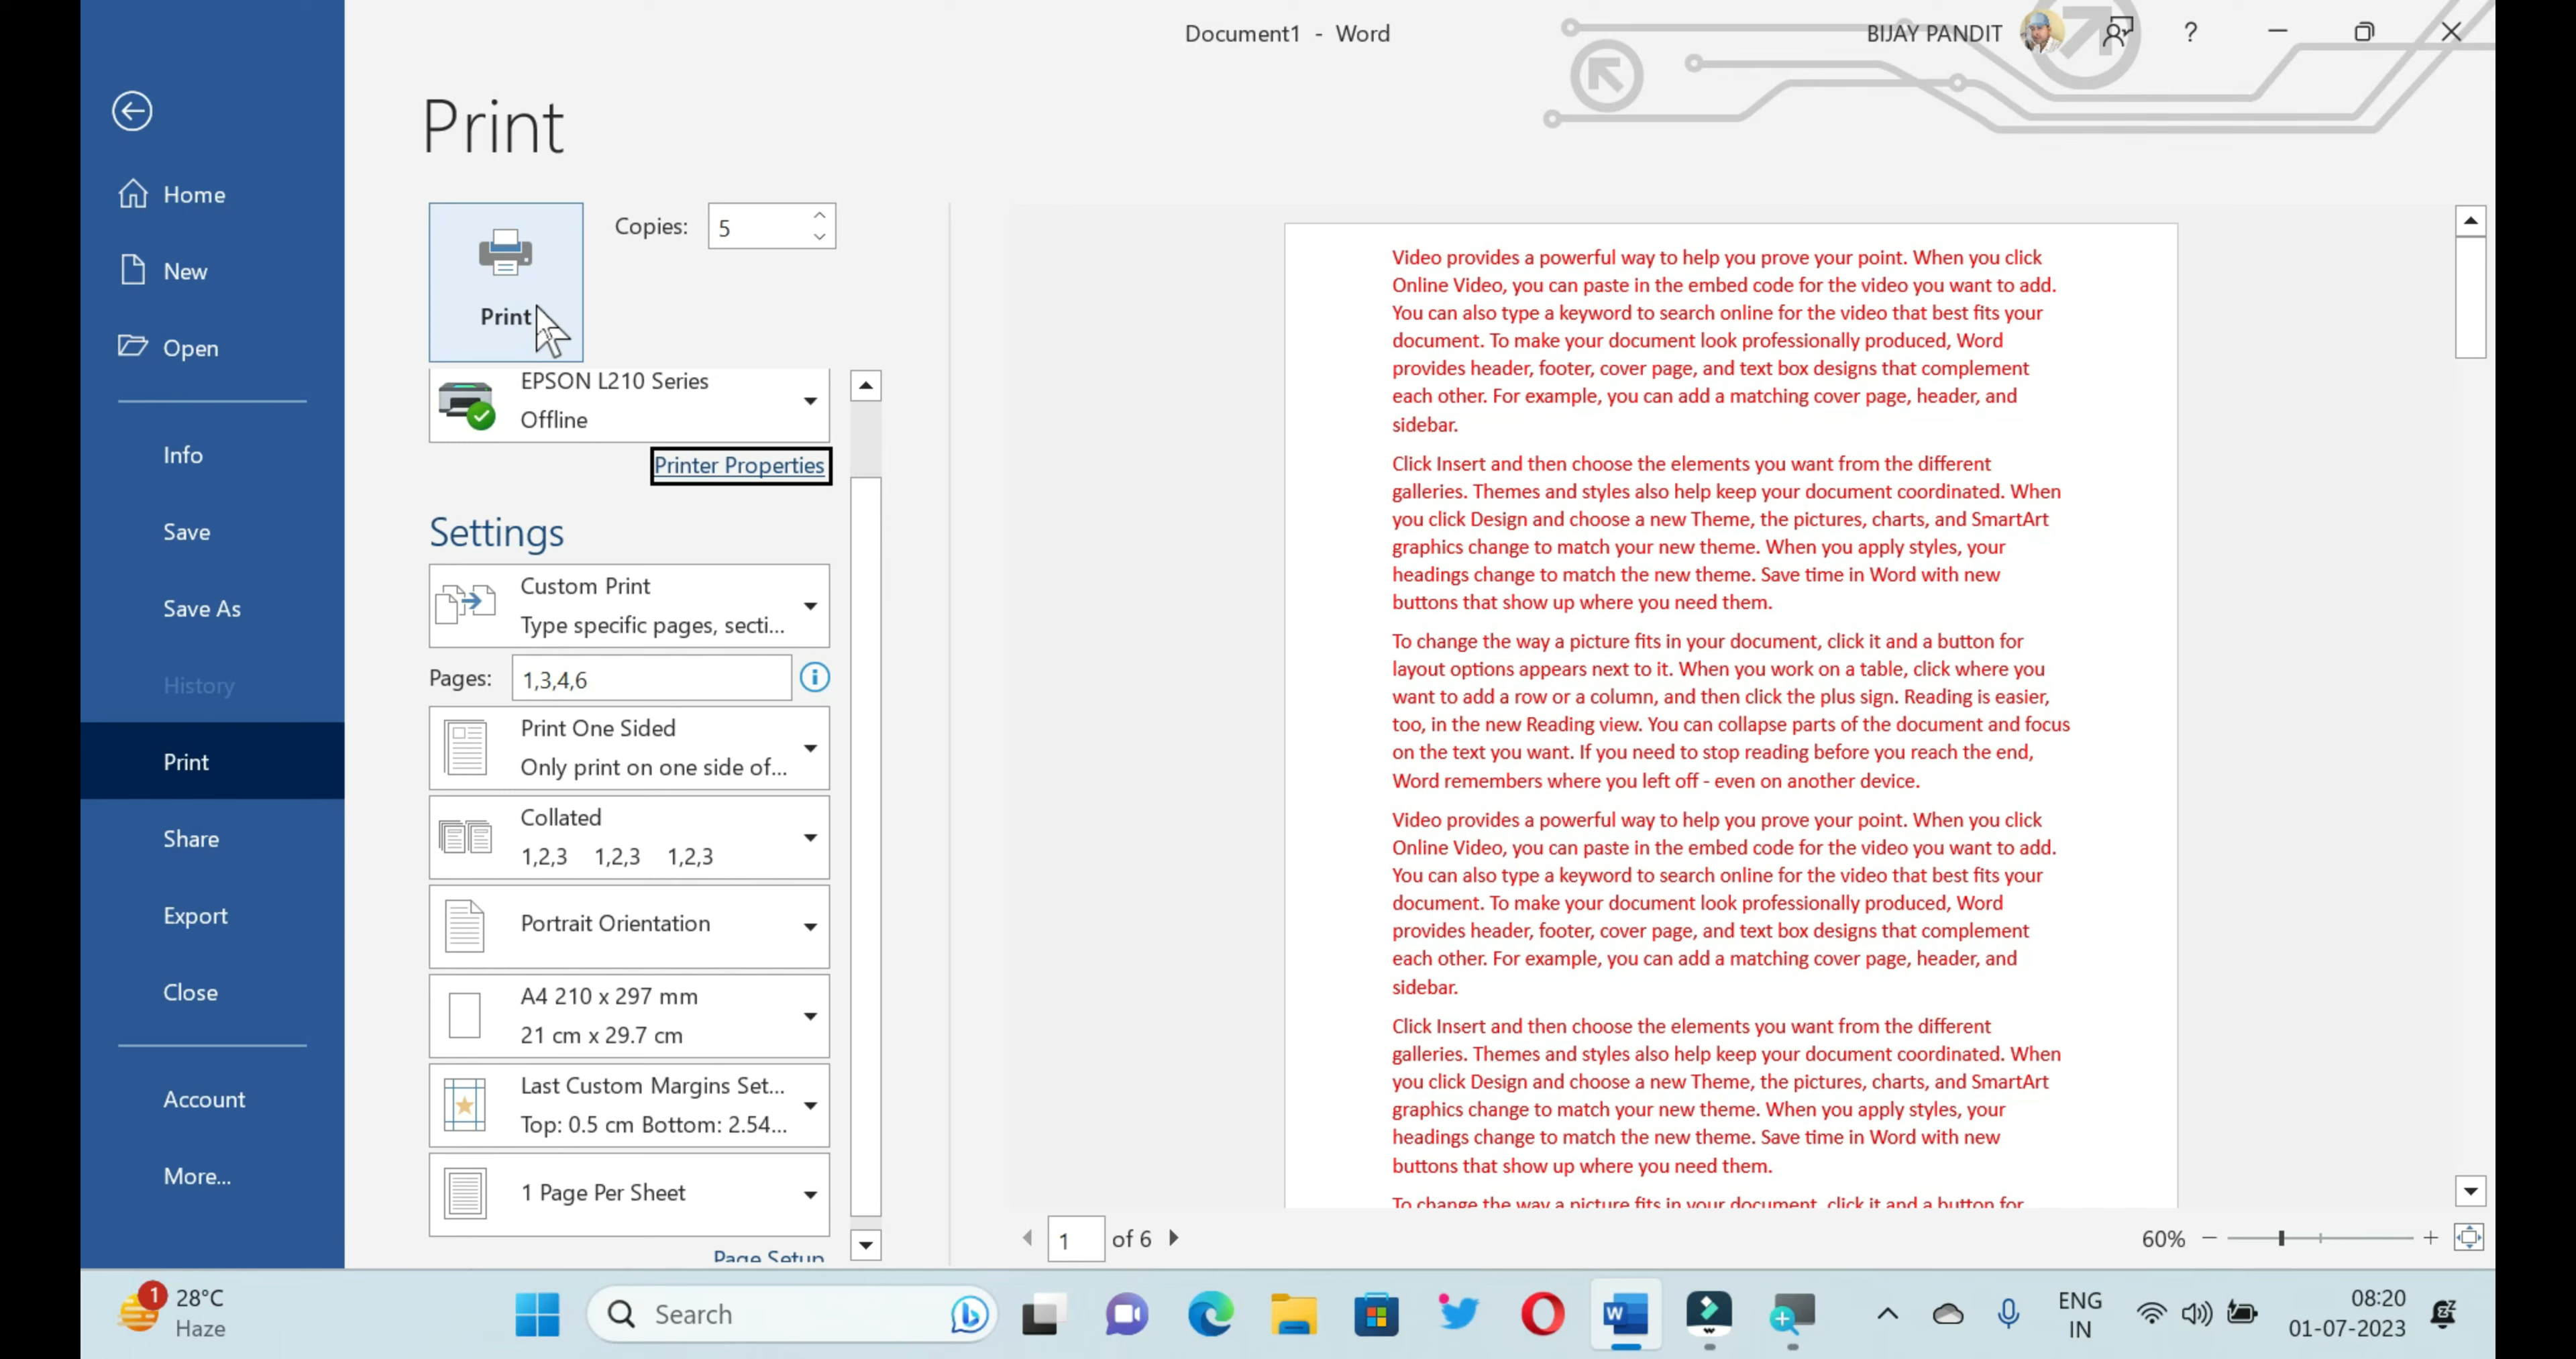 Document1 - Word
BIJAY PANDIT
?
Print
Home
New
Open
Info
Save
Save As
History
Print
Share
Export
Close
Account
More...
Print
Copies: 5
EPSON L210 Series
Offline
Printer Properties
Settings
Custom Print
Type specific pages, secti...
Pages: 1,3,4,6
Print One Sided
Only print on one side of...
Collated
1,2,3 1,2,3 1,2,3
Portrait Orientation
A4 210 x 297 mm
21 cm x 29.7 cm
Last Custom Margins Set...
Top: 0.5 cm Bottom: 2.54...
1 Page Per Sheet
Page Setup
Video provides a powerful way to help you prove your point. When you click
Online Video, you can paste in the embed code for the video you want to add.
You can also type a keyword to search online for the video that best fits your
document. To make your document look professionally produced, Word
provides header, footer, cover page, and text box designs that complement
each other. For example, you can add a matching cover page, header, and
sidebar.
Click Insert and then choose the elements you want from the different
galleries. Themes and styles also help keep your document coordinated. When
you click Design and choose a new Theme, the pictures, charts, and SmartArt
graphics change to match your new theme. When you apply styles, your
headings change to match the new theme. Save time in Word with new
buttons that show up where you need them.
To change the way a picture fits in your document, click it and a button for
layout options appears next to it. When you work on a table, click where you
want to add a row or a column, and then click the plus sign. Reading is easier,
too, in the new Reading view. You can collapse parts of the document and focus
on the text you want. If you need to stop reading before you reach the end,
Word remembers where you left off - even on another device.
Video provides a powerful way to help you prove your point. When you click
Online Video, you can paste in the embed code for the video you want to add.
You can also type a keyword to search online for the video that best fits your
document. To make your document look professionally produced, Word
provides header, footer, cover page, and text box designs that complement
each other. For example, you can add a matching cover page, header, and
sidebar.
Click Insert and then choose the elements you want from the different
galleries. Themes and styles also help keep your document coordinated. When
you click Design and choose a new Theme, the pictures, charts, and SmartArt
graphics change to match your new theme. When you apply styles, your
headings change to match the new theme. Save time in Word with new
buttons that show up where you need them.
To change the way a picture fits in your document, click it and a button for
1 of 6
60%
1
28°C
Haze
Search
ENG
IN
08:20
01-07-2023